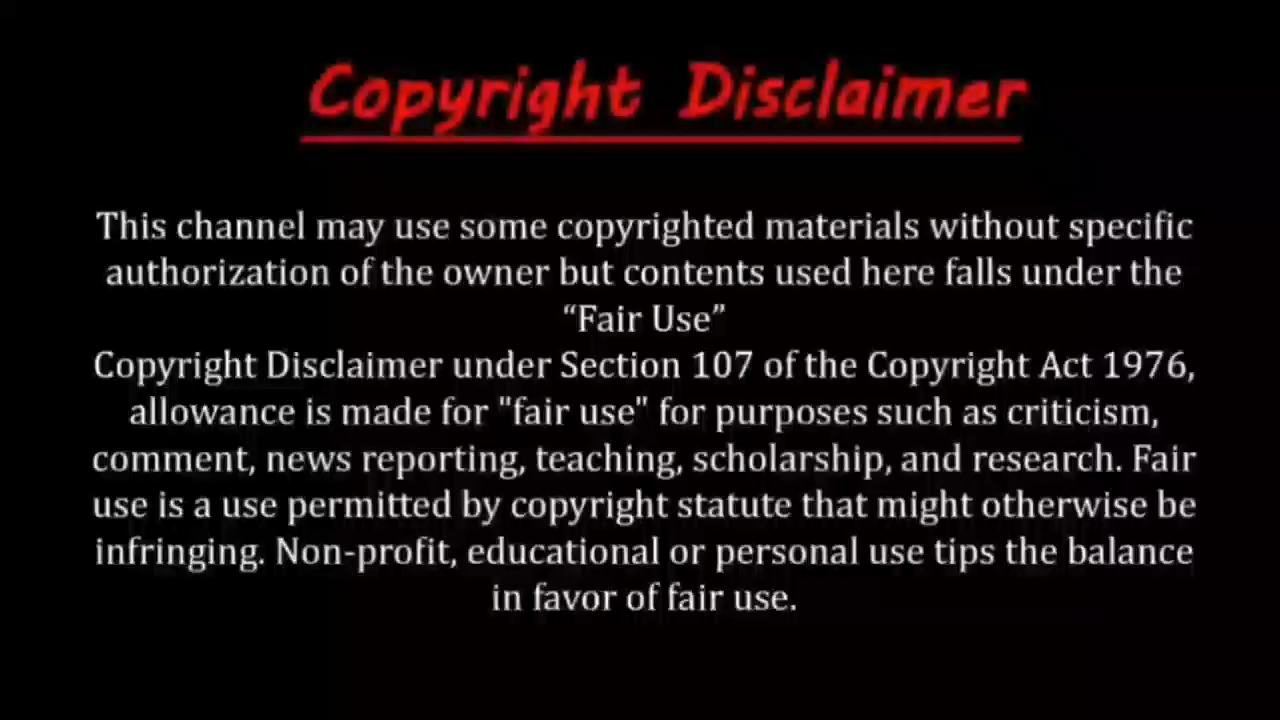 Copyright Disclaimer
This channel may use some copyrighted materials without specific
authorization of the owner but contents used here falls under the
“Fair Use”
Copyright Disclaimer under Section 107 of the Copyright Act 1976,
allowance is made for "fair use" for purposes such as criticism,
comment, news reporting, teaching, scholarship, and research. Fair
use is a use permitted by copyright statute that might otherwise be
infringing. Non-profit, educational or personal use tips the balance
in favor of fair use.